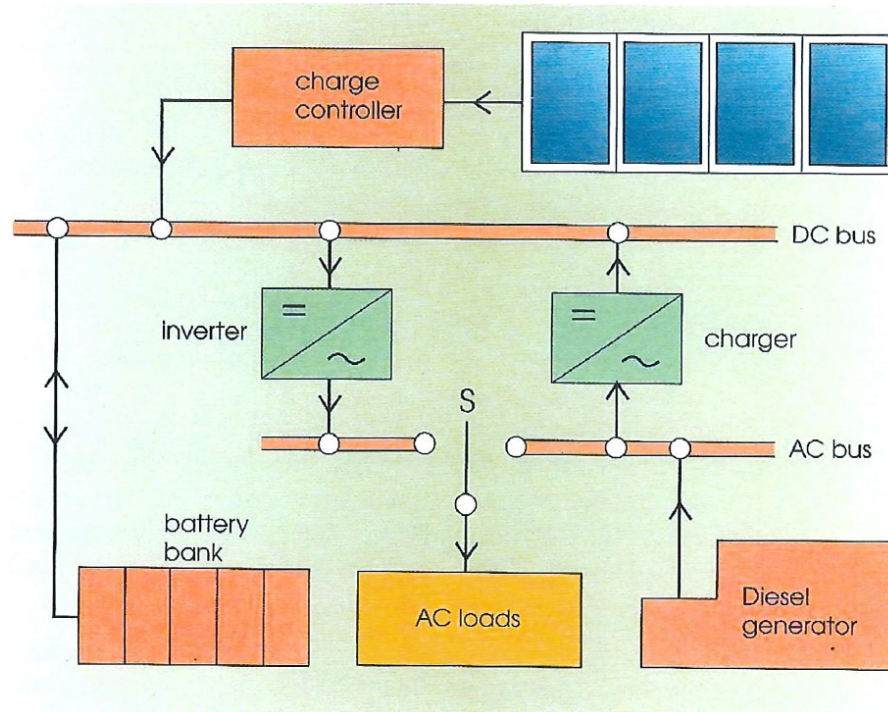 charge
controller
DC bus
inverter
charger
S
AC bus
battery
bank
AC loads
Diesel
generator